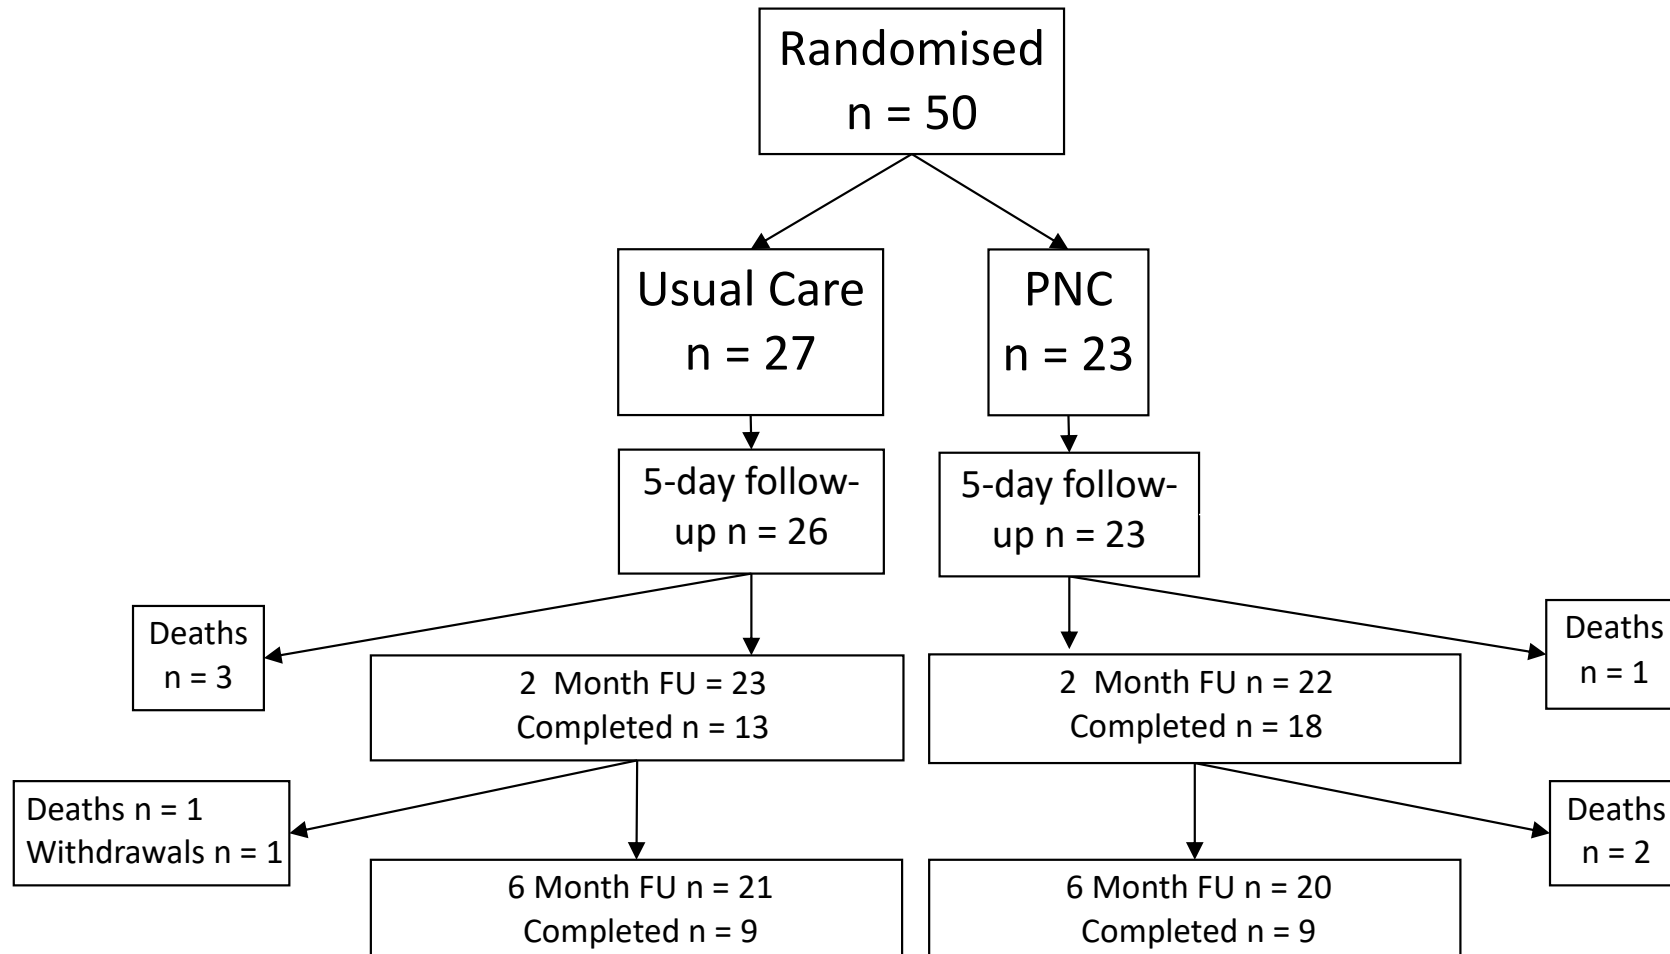 Randomised
n = 50
Usual Care
n = 27
PNC
n = 23
5-day follow-
up n = 26
5-day follow-
up n = 23
Deaths
n = 3
2  Month FU = 23
Completed n = 13
2  Month FU n = 22
Completed n = 18
Deaths
n = 1
Deaths n = 1
Withdrawals n = 1
6 Month FU n = 21
Completed n = 9
6 Month FU n = 20
Completed n = 9
Deaths
n = 2